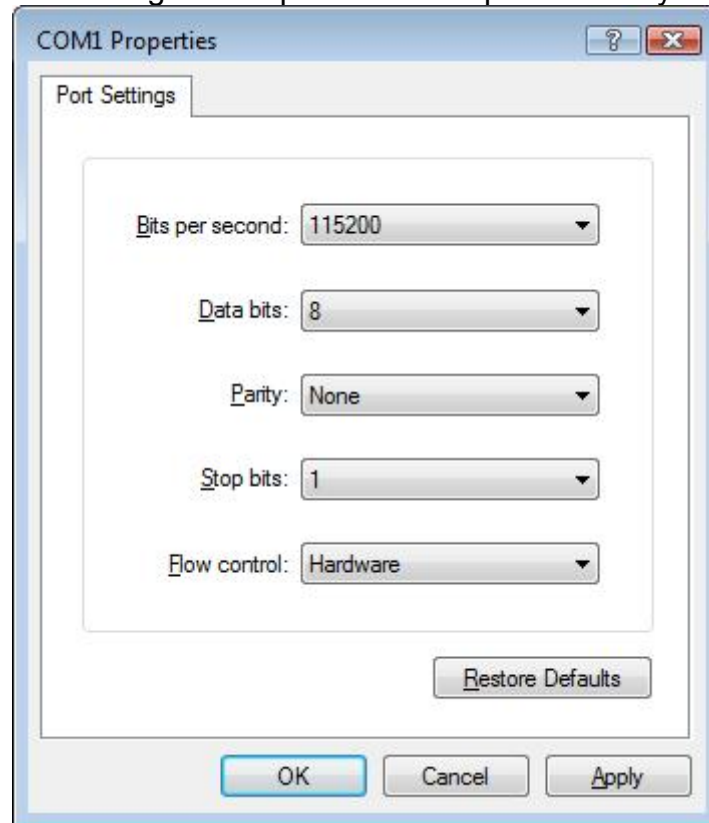 COM1 Properties
Port Settings
Bits per second: 115200
Data bits: 8
Parity: None
Stop bits: 1
Flow control: Hardware
Restore Defaults
OK Cancel Apply